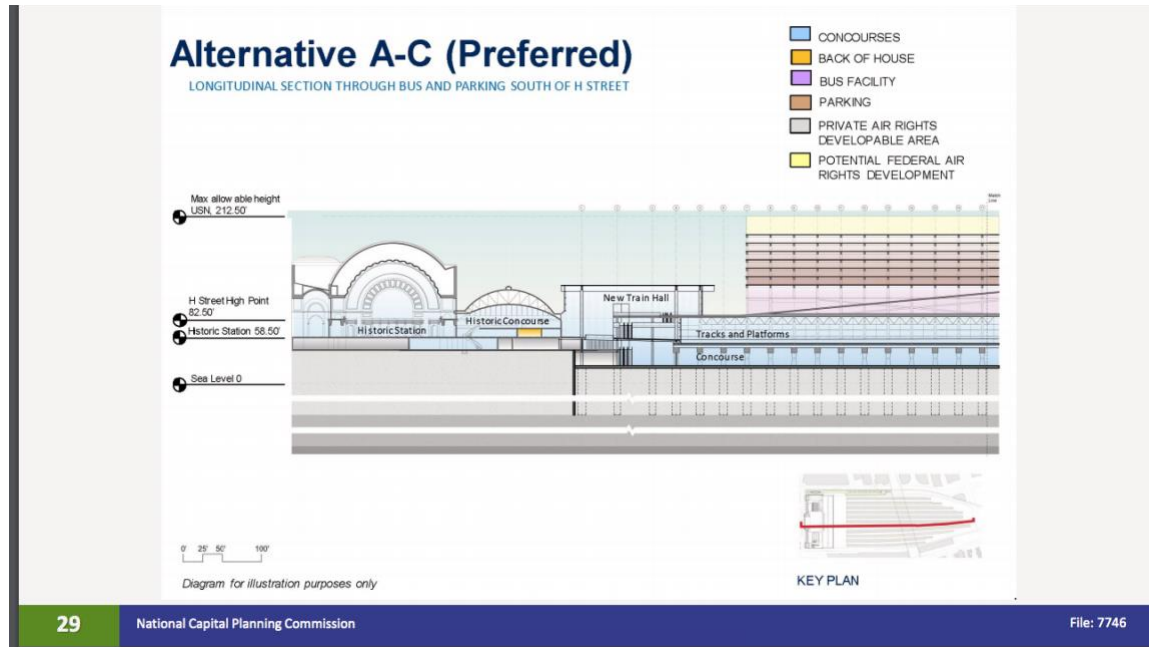 Alternative A-C (Preferred)
LONGITUDINAL SECTION THROUGH BUS AND PARKING SOUTH OF H STREET
CONCOURSES
BACK OF HOUSE
BUS FACILITY
PARKING
PRIVATE AIR RIGHTS
DEVELOPABLE AREA
POTENTIAL FEDERAL AIR
RIGHTS DEVELOPMENT
Max allow able height
USN, 212.50'
H Street High Point
82.50'
Historic Station 58.50'
Sea Level 0
Match
Line
New Train Hall
Historic Concourse
Historic Station
Tracks and Platforms
Concourse
0' 25' 50' 100'
Diagram for illustration purposes only
KEY PLAN
29
National Capital Planning Commission
File: 7746